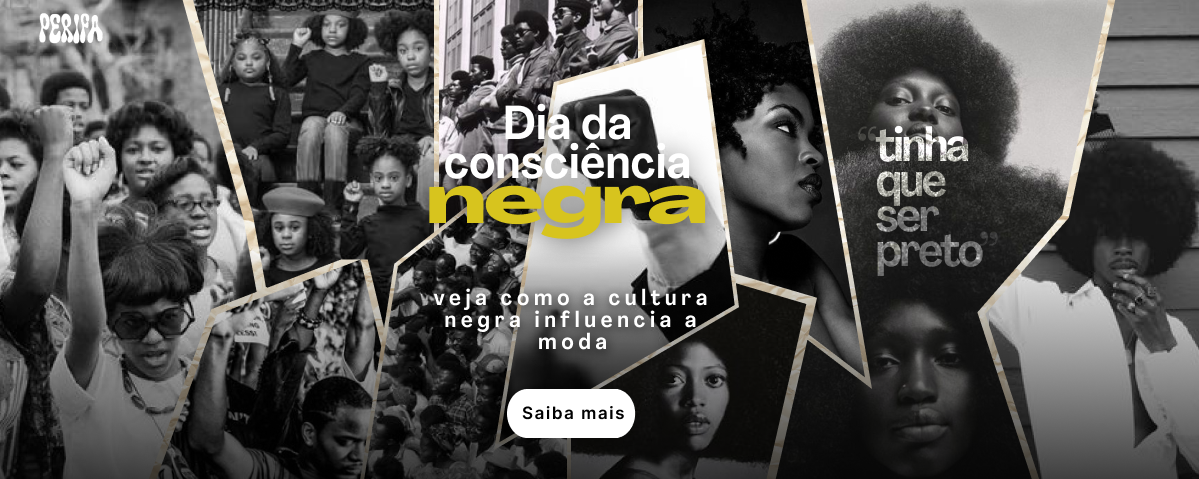 PERIFA
Dia da
consciência
negra
veja como a cultura
negra influencia a
moda
Saiba mais
“tinha
que
ser
preto”